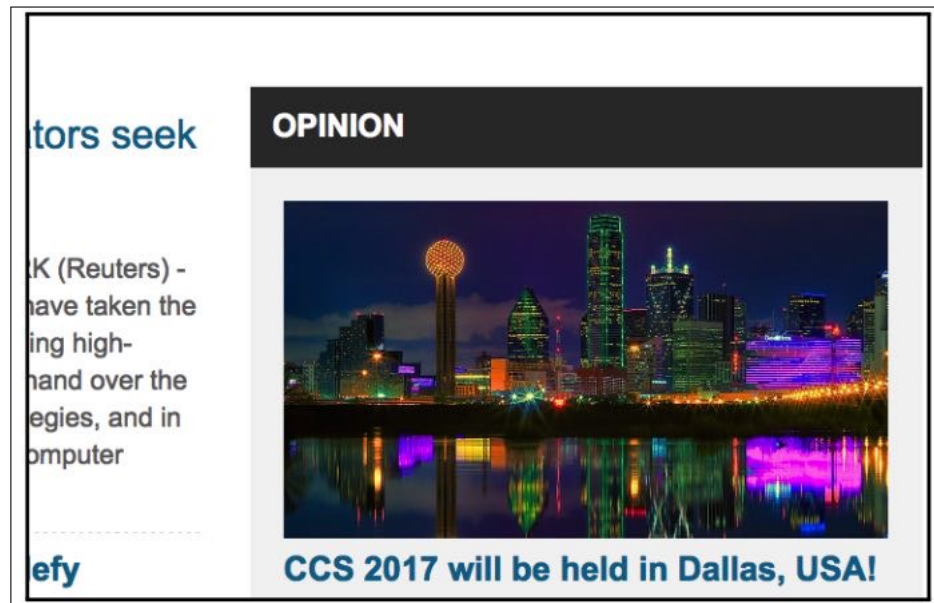 tors seek
K (Reuters) -
have taken the
ing high-
hand over the
egies, and in
omputer
efy
OPINION
CCS 2017 will be held in Dallas, USA!